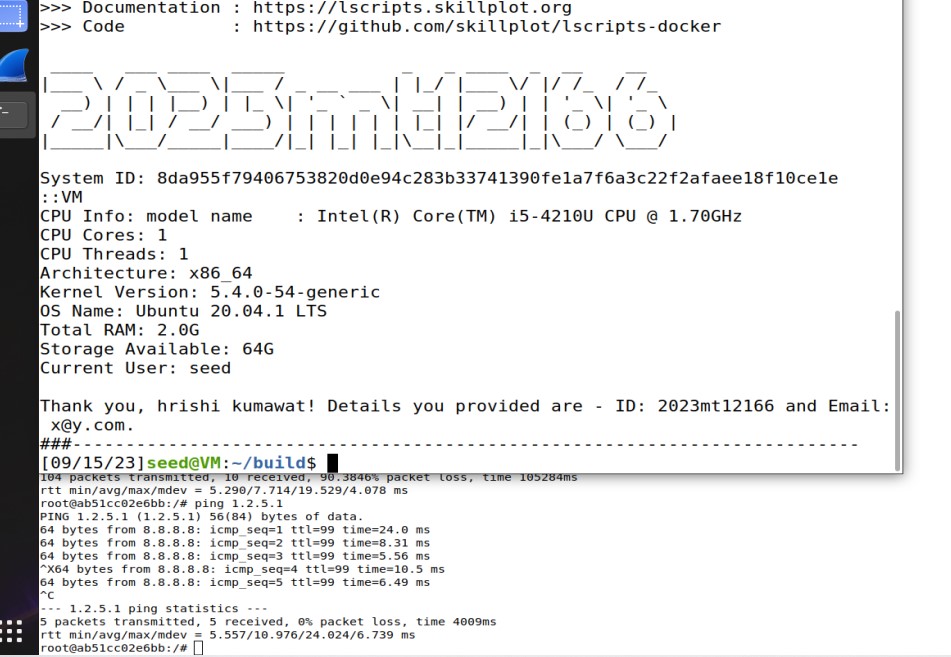 >>> Documentation : https://lscripts.skillplot.org
>>> Code          : https://github.com/skillplot/lscripts-docker
2023mt12166
System ID: 8da955f79406753820d0e94c283b33741390fe1a7f6a3c22f2afaee18f10ce1e
::VM
CPU Info: model name    : Intel(R) Core(TM) i5-4210U CPU @ 1.70GHz
CPU Cores: 1
CPU Threads: 1
Architecture: x86_64
Kernel Version: 5.4.0-54-generic
OS Name: Ubuntu 20.04.1 LTS
Total RAM: 2.0G
Storage Available: 64G
Current User: seed
Thank you, hrishi kumawat! Details you provided are - ID: 2023mt12166 and Email:
 x@y.com.
###--------------------------------------------------------------------------
[09/15/23]seed@VM:~/build$
104 packets transmitted, 10 received, 90.3846% packet loss, time 105284ms
rtt min/avg/max/mdev = 5.290/7.714/19.529/4.078 ms
root@ab51cc02e6bb:/# ping 1.2.5.1
PING 1.2.5.1 (1.2.5.1) 56(84) bytes of data.
64 bytes from 8.8.8.8: icmp_seq=1 ttl=99 time=24.0 ms
64 bytes from 8.8.8.8: icmp_seq=2 ttl=99 time=8.31 ms
64 bytes from 8.8.8.8: icmp_seq=3 ttl=99 time=5.56 ms
^X64 bytes from 8.8.8.8: icmp_seq=4 ttl=99 time=10.5 ms
64 bytes from 8.8.8.8: icmp_seq=5 ttl=99 time=6.49 ms
^C
--- 1.2.5.1 ping statistics ---
5 packets transmitted, 5 received, 0% packet loss, time 4009ms
rtt min/avg/max/mdev = 5.557/10.976/24.024/6.739 ms
root@ab51cc02e6bb:/#